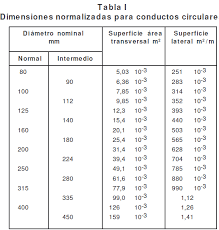 Tabla I
Dimensiones normalizadas para conductos circulare
Diámetro nominal mm Superficie área transversal m² Superficie lateral m²/m
Normal Intermedio
80 5,03 10⁻³ 251 10⁻³
90 6,36 10⁻³ 283 10⁻³
100 7,85 10⁻³ 314 10⁻³
112 9,85 10⁻³ 352 10⁻³
125 12,3 10⁻³ 393 10⁻³
140 15,4 10⁻³ 440 10⁻³
160 20,1 10⁻³ 503 10⁻³
180 25,4 10⁻³ 565 10⁻³
200 31,4 10⁻³ 628 10⁻³
224 39,4 10⁻³ 704 10⁻³
250 49,1 10⁻³ 785 10⁻³
280 61,6 10⁻³ 880 10⁻³
315 77,9 10⁻³ 990 10⁻³
335 99,0 10⁻³ 1,12
400 126 10⁻³ 1,26
450 159 10⁻³ 1,41